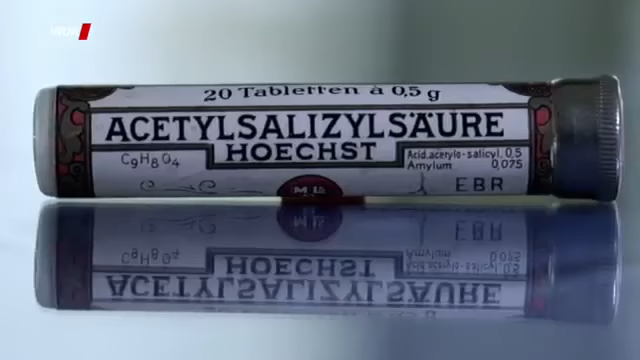 WDR
20 Tabletten à 0,5 g
ACETYLSALIZYLSÄURE
HOECHST
C9H8O4
Acid. acetylo-salicyl. 0,5
Amylum 0,075
EBR